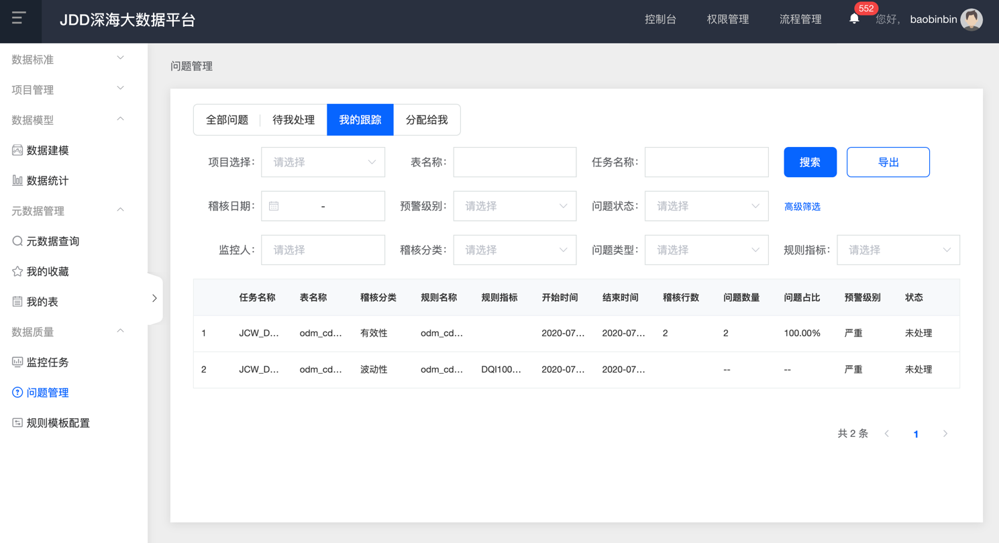 JDD深海大数据平台
控制台 权限管理 流程管理 552 您好， baobinbin
数据标准
项目管理
数据模型
数据建模
数据统计
元数据管理
元数据查询
我的收藏
我的表
数据质量
监控任务
问题管理
规则模板配置
问题管理
全部问题 待我处理 我的跟踪 分配给我
项目选择： 请选择 表名称： 任务名称： 搜索 导出
稽核日期： - 预警级别： 请选择 问题状态： 请选择 高级筛选
监控人： 请选择 稽核分类： 请选择 问题类型： 请选择 规则指标： 请选择
任务名称 表名称 稽核分类 规则名称 规则指标 开始时间 结束时间 稽核行数 问题数量 问题占比 预警级别 状态
1 JCW_D... odm_cd... 有效性 odm_cd... 2020-07... 2020-07... 2 2 100.00% 严重 未处理
2 JCW_D... odm_cd... 波动性 odm_cd... DQI100... 2020-07... 2020-07... -- -- 严重 未处理
共 2 条 1